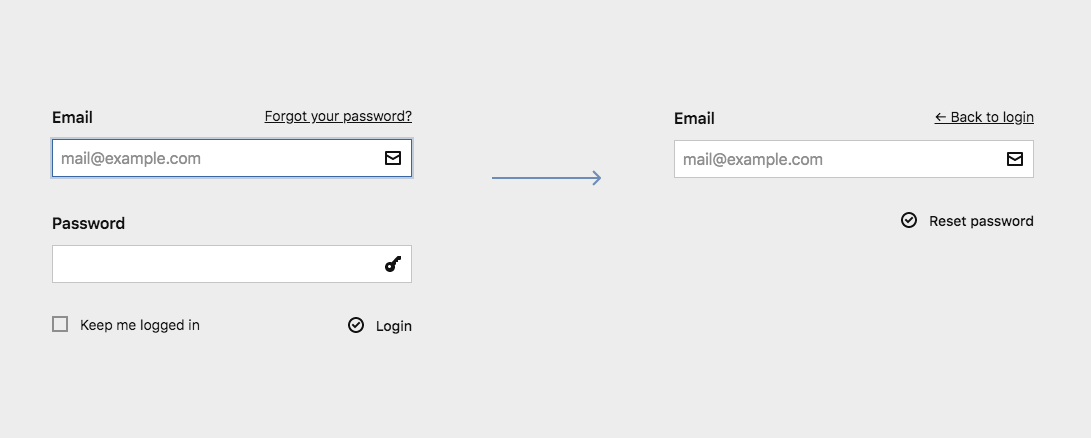 Email
Forgot your password?
mail@example.com
Password
Keep me logged in
Login
Email
← Back to login
mail@example.com
Reset password